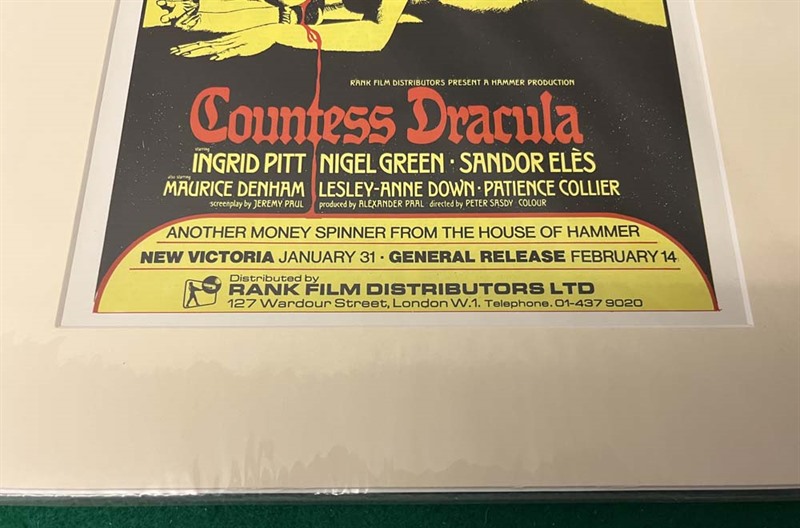 RANK FILM DISTRIBUTORS PRESENT A HAMMER PRODUCTION
Countess Dracula
starring
INGRID PITT NIGEL GREEN · SANDOR ELÈS
also starring
MAURICE DENHAM LESLEY-ANNE DOWN · PATIENCE COLLIER
screenplay by JEREMY PAUL produced by ALEXANDER PAAL directed by PETER SASDY COLOUR
ANOTHER MONEY SPINNER FROM THE HOUSE OF HAMMER
NEW VICTORIA JANUARY 31 · GENERAL RELEASE FEBRUARY 14
Distributed by
RANK FILM DISTRIBUTORS LTD
127 Wardour Street, London W.1. Telephone. 01-437 9020